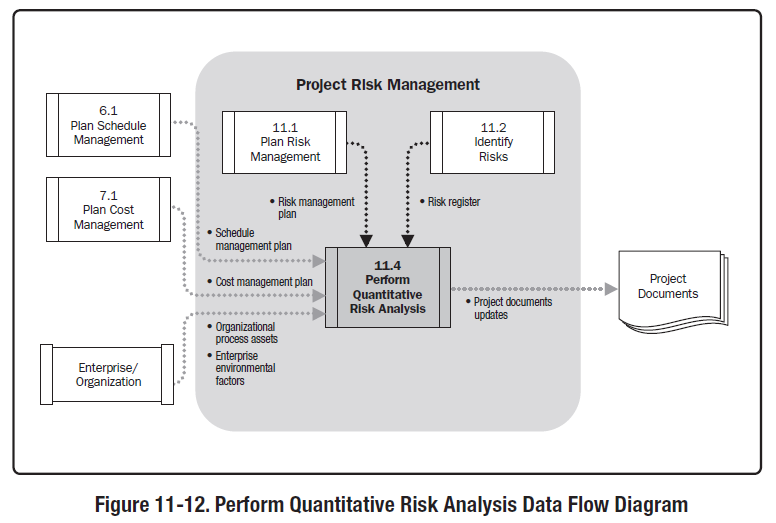 Project Risk Management
6.1
Plan Schedule
Management
11.1
Plan Risk
Management
11.2
Identify
Risks
7.1
Plan Cost
Management
• Risk management
plan
• Risk register
• Schedule
management plan
11.4
Perform
Quantitative
Risk Analysis
• Cost management plan
Project
Documents
• Project documents
updates
• Organizational
process assets
• Enterprise
environmental
factors
Enterprise/
Organization
Figure 11-12. Perform Quantitative Risk Analysis Data Flow Diagram